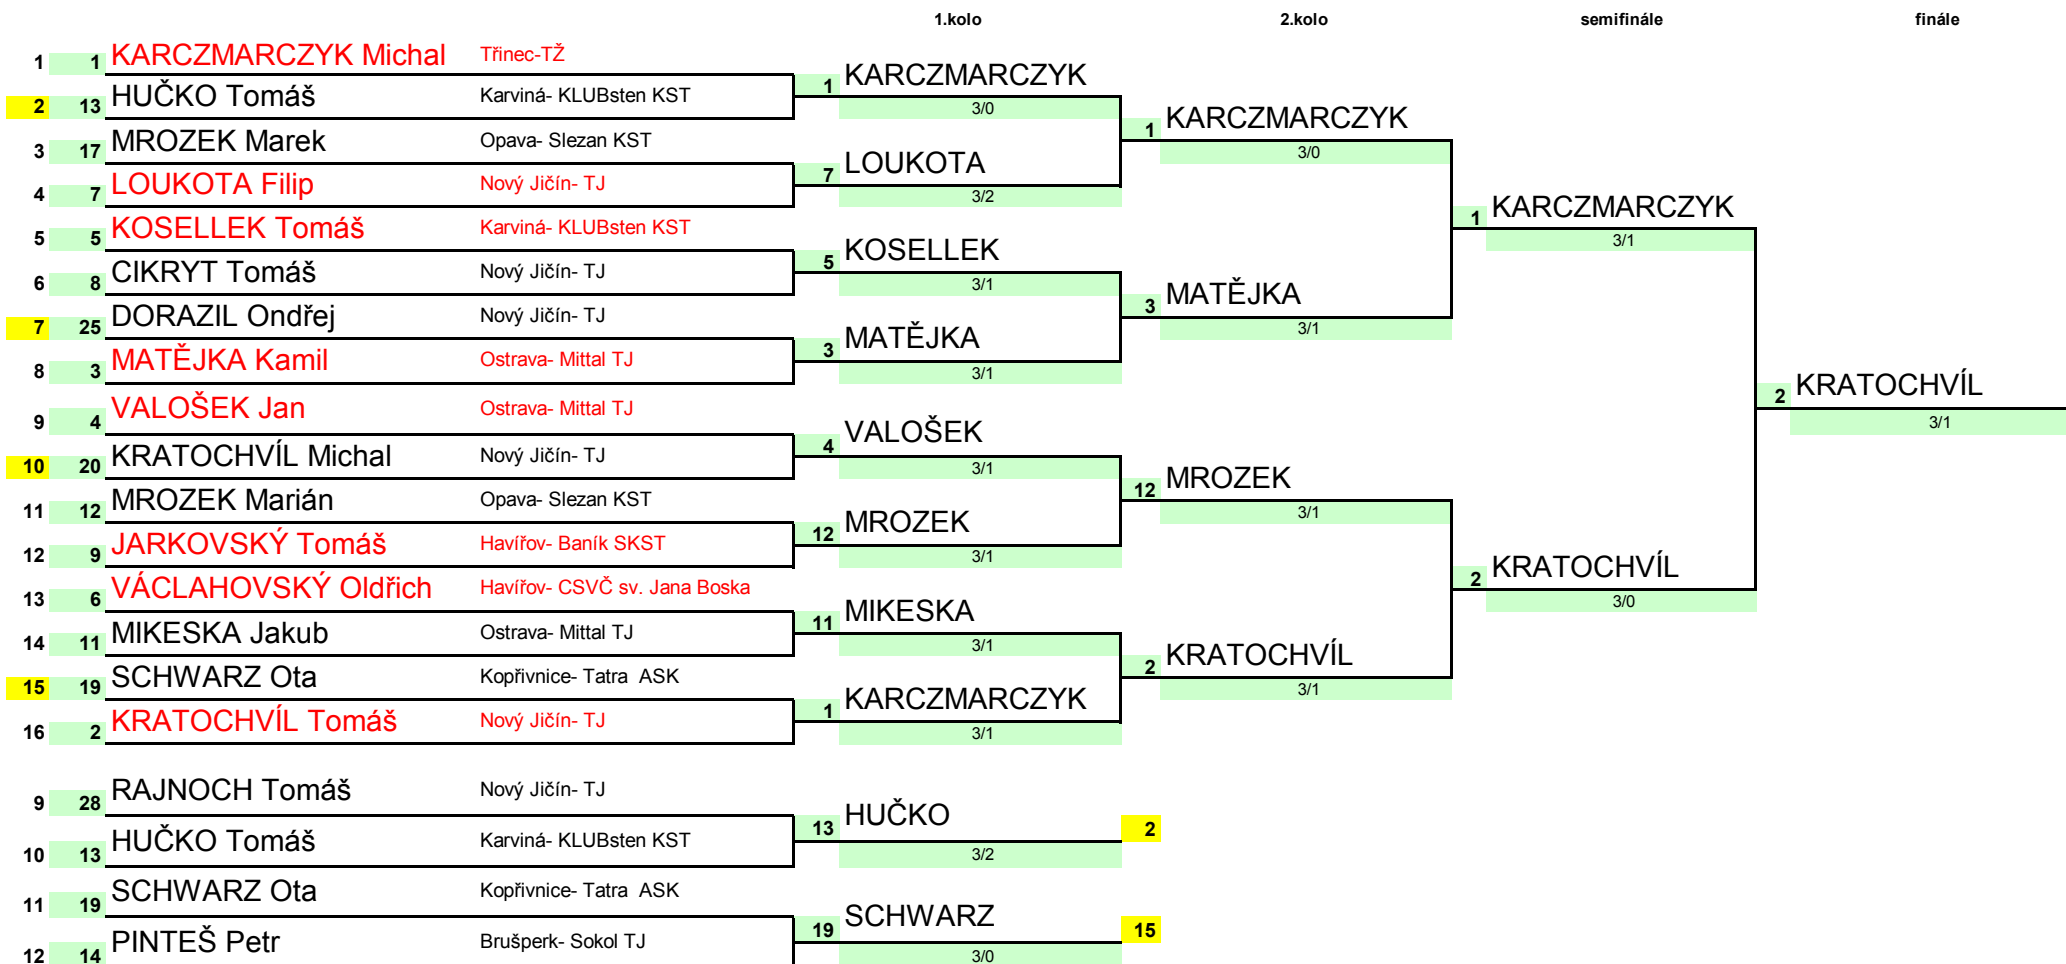 1.kolo 2.kolo semifinále finále
1 1 KARCZMARCZYK Michal Třinec-TŽ
1 KARCZMARCZYK
2 13 HUČKO Tomáš Karviná- KLUBsten KST
3/0
1 KARCZMARCZYK
3 17 MROZEK Marek Opava- Slezan KST
3/0
7 LOUKOTA
4 7 LOUKOTA Filip Nový Jičín- TJ
3/2
1 KARCZMARCZYK
5 5 KOSELLEK Tomáš Karviná- KLUBsten KST
3/1
5 KOSELLEK
6 8 CIKRYT Tomáš Nový Jičín- TJ
3/1
3 MATĚJKA
7 25 DORAZIL Ondřej Nový Jičín- TJ
3/1
3 MATĚJKA
8 3 MATĚJKA Kamil Ostrava- Mittal TJ
3/1
2 KRATOCHVÍL
9 4 VALOŠEK Jan Ostrava- Mittal TJ
3/1
4 VALOŠEK
10 20 KRATOCHVÍL Michal Nový Jičín- TJ
3/1
12 MROZEK
11 12 MROZEK Marián Opava- Slezan KST
3/1
12 MROZEK
12 9 JARKOVSKÝ Tomáš Havířov- Baník SKST
3/1
2 KRATOCHVÍL
13 6 VÁCLAHOVSKÝ Oldřich Havířov- CSVČ sv. Jana Boska
3/0
11 MIKESKA
14 11 MIKESKA Jakub Ostrava- Mittal TJ
3/1
2 KRATOCHVÍL
15 19 SCHWARZ Ota Kopřivnice- Tatra ASK
3/1
1 KARCZMARCZYK
16 2 KRATOCHVÍL Tomáš Nový Jičín- TJ
3/1
9 28 RAJNOCH Tomáš Nový Jičín- TJ
13 HUČKO 2
10 13 HUČKO Tomáš Karviná- KLUBsten KST
3/2
11 19 SCHWARZ Ota Kopřivnice- Tatra ASK
19 SCHWARZ 15
12 14 PINTEŠ Petr Brušperk- Sokol TJ
3/0